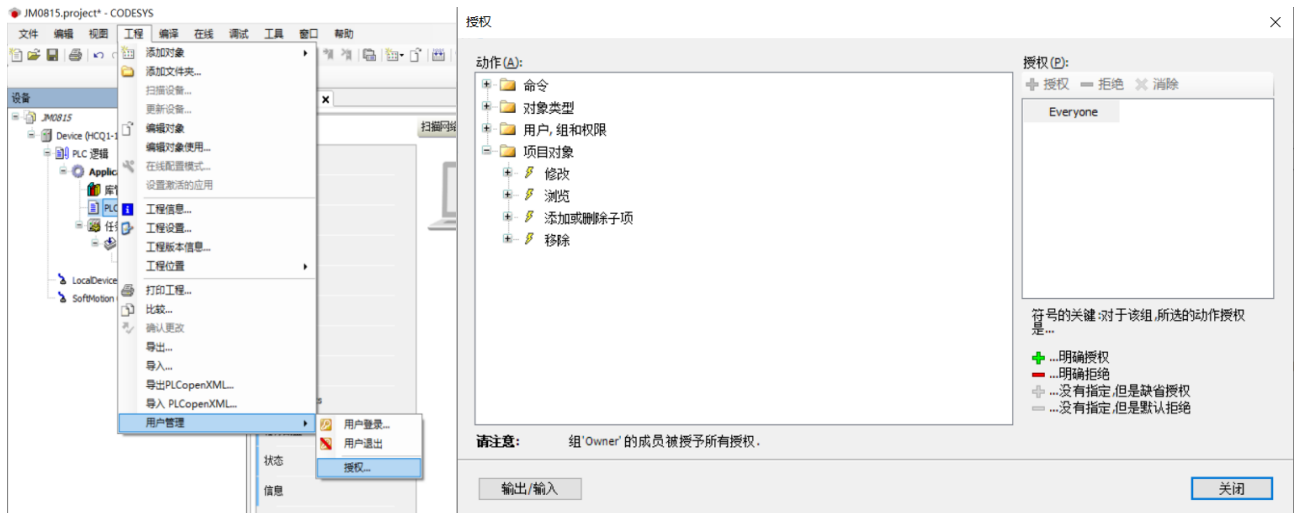 JM0815.project* - CODESYS
文件 编辑 视图 工程 编译 在线 调试 工具 窗口 帮助
设备
JM0815
Device (HCQ1-1
PLC 逻辑
Applic
库
PLC
任
LocalDevice
SoftMotion
添加对象
添加文件夹...
扫描设备...
更新设备...
编辑对象
编辑对象使用...
在线配置模式...
设置激活的应用
工程信息...
工程设置...
工程版本信息...
工程位置
打印工程...
比较...
确认更改
导出...
导入...
导出PLCopenXML...
导入 PLCopenXML...
用户管理
用户登录...
用户退出
授权...
扫描网络
状态
信息
授权
动作(A):
命令
对象类型
用户, 组和权限
项目对象
修改
浏览
添加或删除子项
移除
授权(P):
授权 拒绝 消除
Everyone
符号的关键:对于该组,所选的动作授权
是...
...明确授权
...明确拒绝
...没有指定,但是缺省授权
...没有指定,但是默认拒绝
请注意: 组'Owner' 的成员被授予所有授权.
输出/输入
关闭